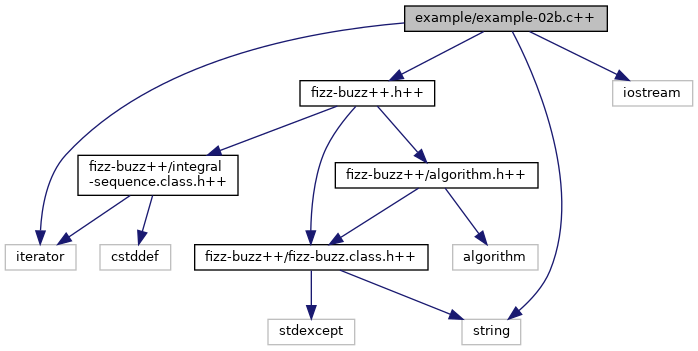 example/example-02b.c++
fizz-buzz++.h++
iostream
fizz-buzz++/integral
-sequence.class.h++
fizz-buzz++/algorithm.h++
iterator
cstddef
fizz-buzz++/fizz-buzz.class.h++
algorithm
stdexcept
string